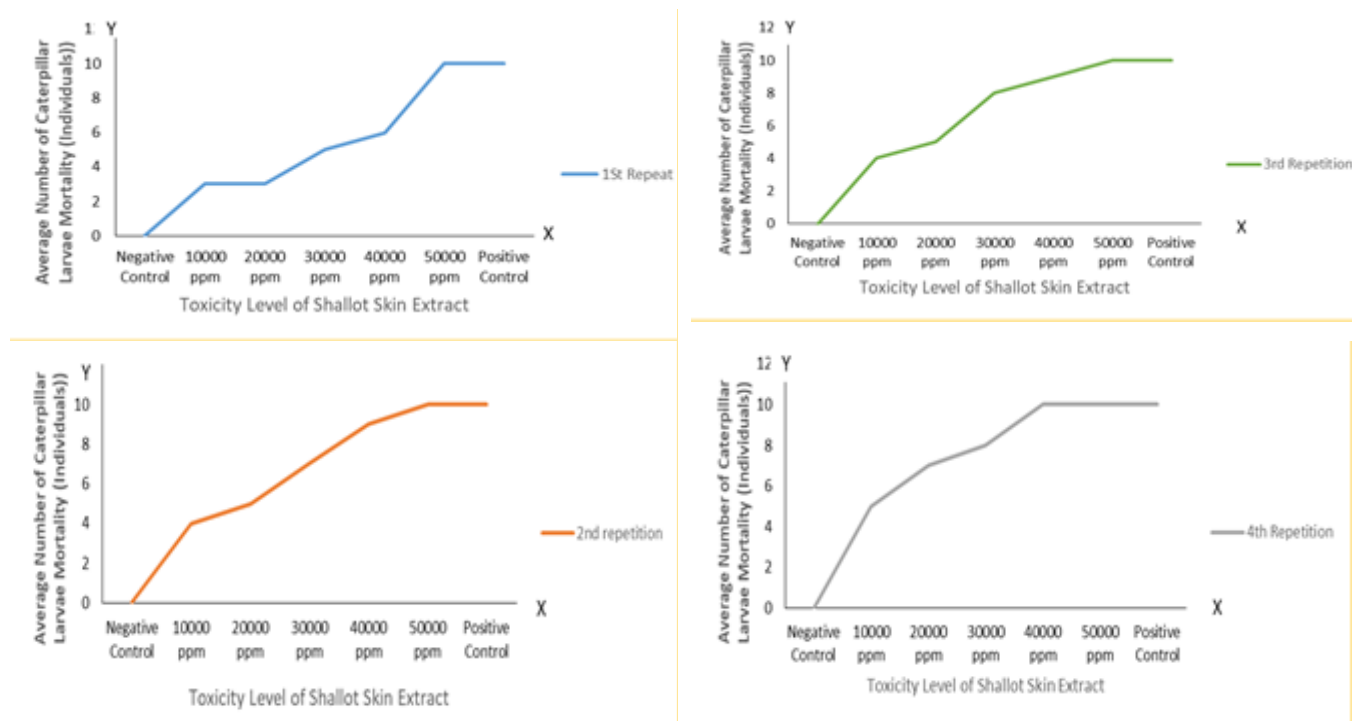 1 Y
10
8
6
4
2
0
Average Number of Caterpillar
Larvae Mortality (Individuals))
Negative Control
10000 ppm
20000 ppm
30000 ppm
40000 ppm
50000 ppm
Positive Control
X
Toxicity Level of Shallot Skin Extract
1St Repeat
12 Y
10
8
6
4
2
0
Average Number of Caterpillar
Larvae Mortality (Individuals))
Negative Control
10000 ppm
20000 ppm
30000 ppm
40000 ppm
50000 ppm
Positive Control
X
Toxicity Level of Shallot Skin Extract
3rd Repetition
Y
10
8
6
4
2
0
Average Number of Caterpillar
Larvae Mortality (Individuals))
Negative Control
10000 ppm
20000 ppm
30000 ppm
40000 ppm
50000 ppm
Positive Control
X
Toxicity Level of Shallot Skin Extract
2nd repetition
12 Y
10
8
6
4
2
0
Average Number of Caterpillar
Larvae Mortality (Individuals))
Negative Control
10000 ppm
20000 ppm
30000 ppm
40000 ppm
50000 ppm
Positive Control
X
Toxicity Level of Shallot Skin Extract
4th Repetition